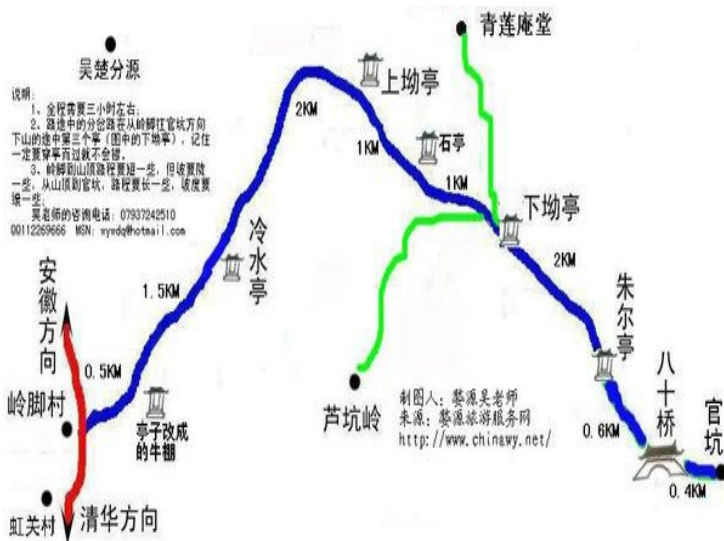 青莲庵堂
吴楚分源
说明:
1、全程需要三小时左右;
2、路途中的分岔路在从岭脚往官坑方向
下山的途中第三个亭(图中的下坳亭),记住
一定要穿亭而过就不会错。
3、岭脚到山顶路程要短一些,但坡要陡
一些,从山顶到官坑,路程要长一些,坡度要
缓一些;
吴老师的咨询电话:07937242510
00112269666 MSN:wywdq@hotmail.com
上坳亭
2KM
石亭
1KM
1KM
下坳亭
冷水亭
2KM
安徽方向
1.5KM
朱尔亭
0.5KM
八十桥
岭脚村
亭子改成
的牛棚
芦坑岭
制图人:婺源吴老师
来源:婺源旅游服务网
http://www.chinawy.net/
0.6KM
官坑
0.4KM
虹关村
清华方向